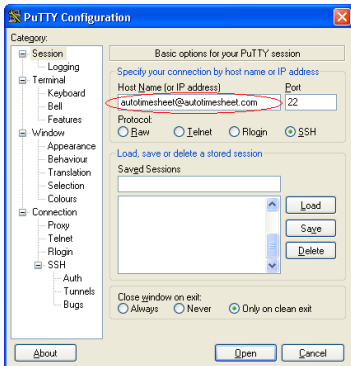 PuTTY Configuration
Category:
Session
Logging
Terminal
Keyboard
Bell
Features
Window
Appearance
Behaviour
Translation
Selection
Colours
Connection
Proxy
Telnet
Rlogin
SSH
Auth
Tunnels
Bugs
Basic options for your PuTTY session
Specify your connection by host name or IP address
Host Name (or IP address) Port
autotimesheet@autotimesheet.com 22
Protocol:
Raw Telnet Rlogin SSH
Load, save or delete a stored session
Saved Sessions
Load
Save
Delete
Close window on exit:
Always Never Only on clean exit
About Open Cancel